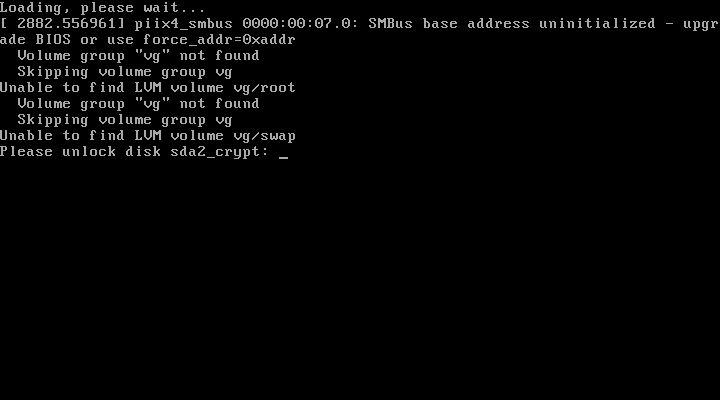 Loading, please wait...
[ 2882.556961] piix4_smbus 0000:00:07.0: SMBus base address uninitialized - upgr
ade BIOS or use force_addr=0xaddr
  Volume group "vg" not found
  Skipping volume group vg
Unable to find LVM volume vg/root
  Volume group "vg" not found
  Skipping volume group vg
Unable to find LVM volume vg/swap
Please unlock disk sda2_crypt: _